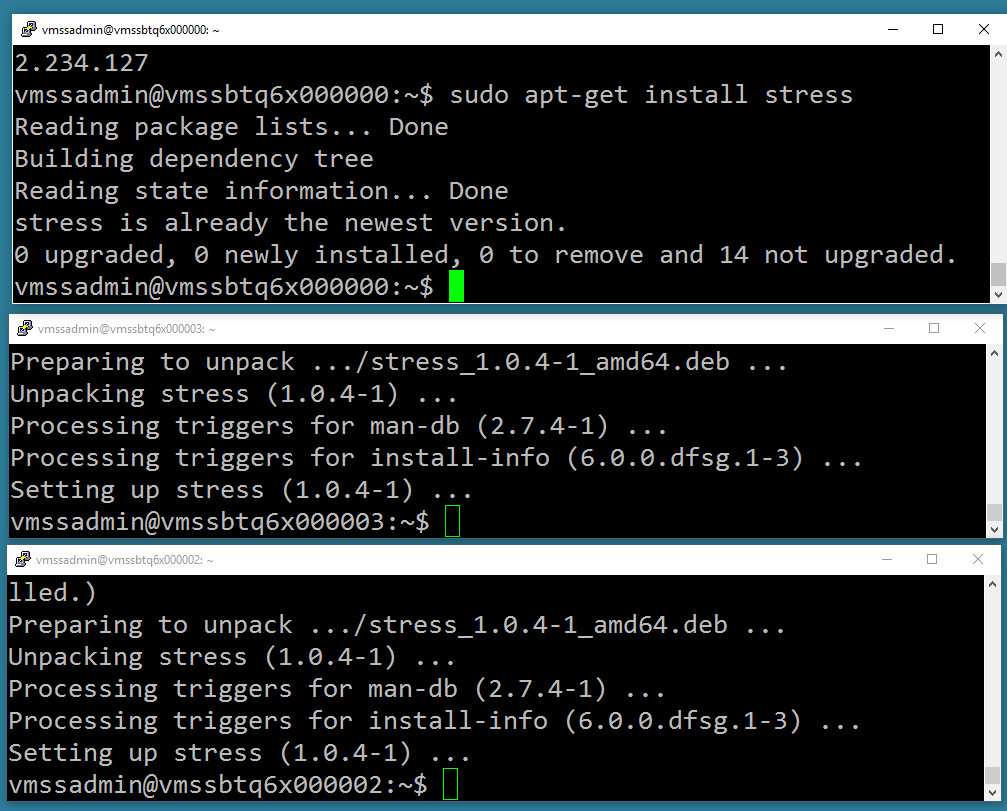 vmssadmin@vmssbtq6x000000: ~
2.234.127
vmssadmin@vmssbtq6x000000:~$ sudo apt-get install stress
Reading package lists... Done
Building dependency tree
Reading state information... Done
stress is already the newest version.
0 upgraded, 0 newly installed, 0 to remove and 14 not upgraded.
vmssadmin@vmssbtq6x000000:~$
vmssadmin@vmssbtq6x000003: ~
Preparing to unpack .../stress_1.0.4-1_amd64.deb ...
Unpacking stress (1.0.4-1) ...
Processing triggers for man-db (2.7.4-1) ...
Processing triggers for install-info (6.0.0.dfsg.1-3) ...
Setting up stress (1.0.4-1) ...
vmssadmin@vmssbtq6x000003:~$
vmssadmin@vmssbtq6x000002: ~
lled.)
Preparing to unpack .../stress_1.0.4-1_amd64.deb ...
Unpacking stress (1.0.4-1) ...
Processing triggers for man-db (2.7.4-1) ...
Processing triggers for install-info (6.0.0.dfsg.1-3) ...
Setting up stress (1.0.4-1) ...
vmssadmin@vmssbtq6x000002:~$